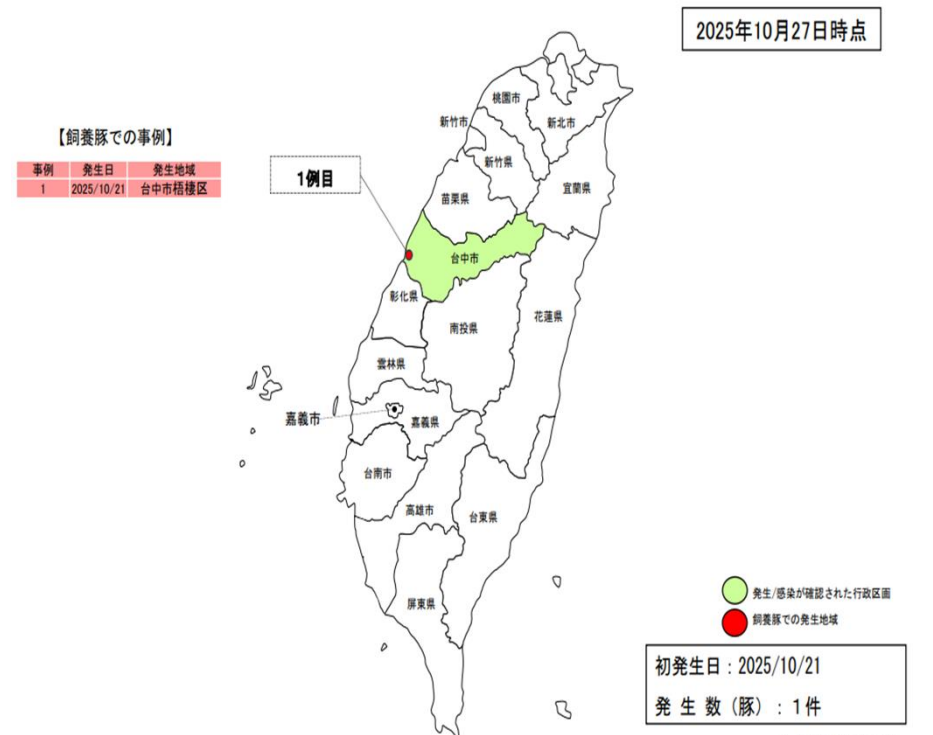 2025年10月27日時点
【飼養豚での事例】
事例 発生日 発生地域
1 2025/10/21 台中市梧棲区
1例目
桃園市
新竹市
新北市
新竹県
宜蘭県
苗栗県
台中市
彰化県
花蓮県
南投県
雲林県
嘉義市
嘉義県
台南市
高雄市
台東県
屏東県
発生/感染が確認された行政区画
飼養豚での発生地域
初発生日：2025/10/21
発 生 数（豚）：１件